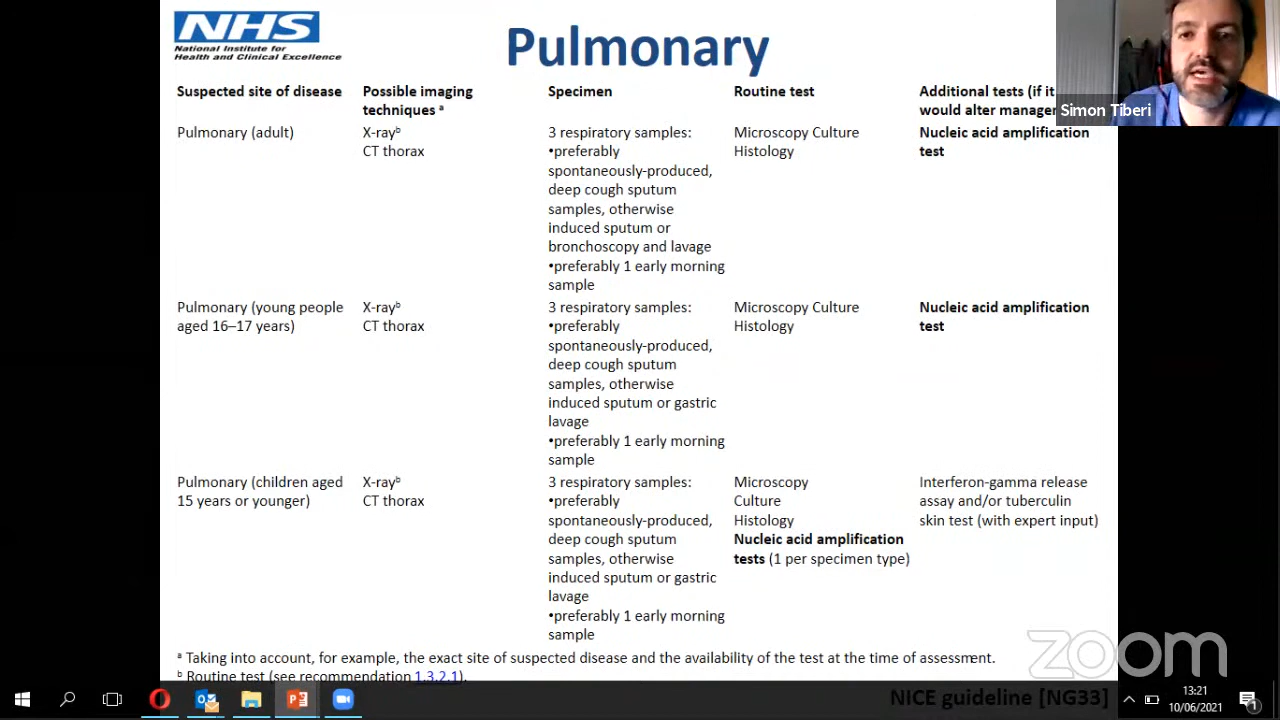 NHS
National Institute for
Health and Clinical Excellence
Pulmonary
Suspected site of disease
Possible imaging
techniques ᵃ
Specimen
Routine test
Additional tests (if it
would alter manager
Simon Tiberi
Pulmonary (adult)
X-rayᵇ
CT thorax
3 respiratory samples:
•preferably
spontaneously-produced,
deep cough sputum
samples, otherwise
induced sputum or
bronchoscopy and lavage
•preferably 1 early morning
sample
Microscopy Culture
Histology
Nucleic acid amplification
test
Pulmonary (young people
aged 16–17 years)
X-rayᵇ
CT thorax
3 respiratory samples:
•preferably
spontaneously-produced,
deep cough sputum
samples, otherwise
induced sputum or gastric
lavage
•preferably 1 early morning
sample
Microscopy Culture
Histology
Nucleic acid amplification
test
Pulmonary (children aged
15 years or younger)
X-rayᵇ
CT thorax
3 respiratory samples:
•preferably
spontaneously-produced,
deep cough sputum
samples, otherwise
induced sputum or gastric
lavage
•preferably 1 early morning
sample
Microscopy
Culture
Histology
Nucleic acid amplification
tests (1 per specimen type)
Interferon-gamma release
assay and/or tuberculin
skin test (with expert input)
ᵃ Taking into account, for example, the exact site of suspected disease and the availability of the test at the time of assessment.
ᵇ Routine test (see recommendation 1.3.2.1).
zoom
NICE guideline [NG33]
13:21
10/06/2021
1